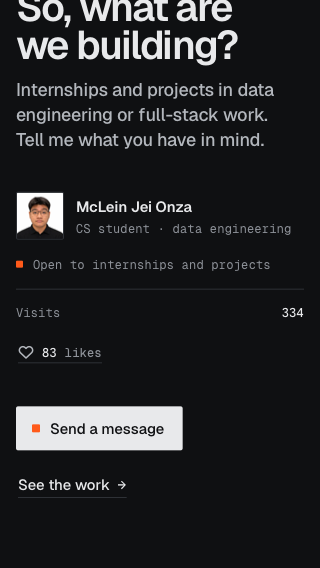 So, what are
we building?
Internships and projects in data
engineering or full-stack work.
Tell me what you have in mind.
McLein Jei Onza
CS student · data engineering
Open to internships and projects
Visits 334
83 likes
Send a message
See the work →